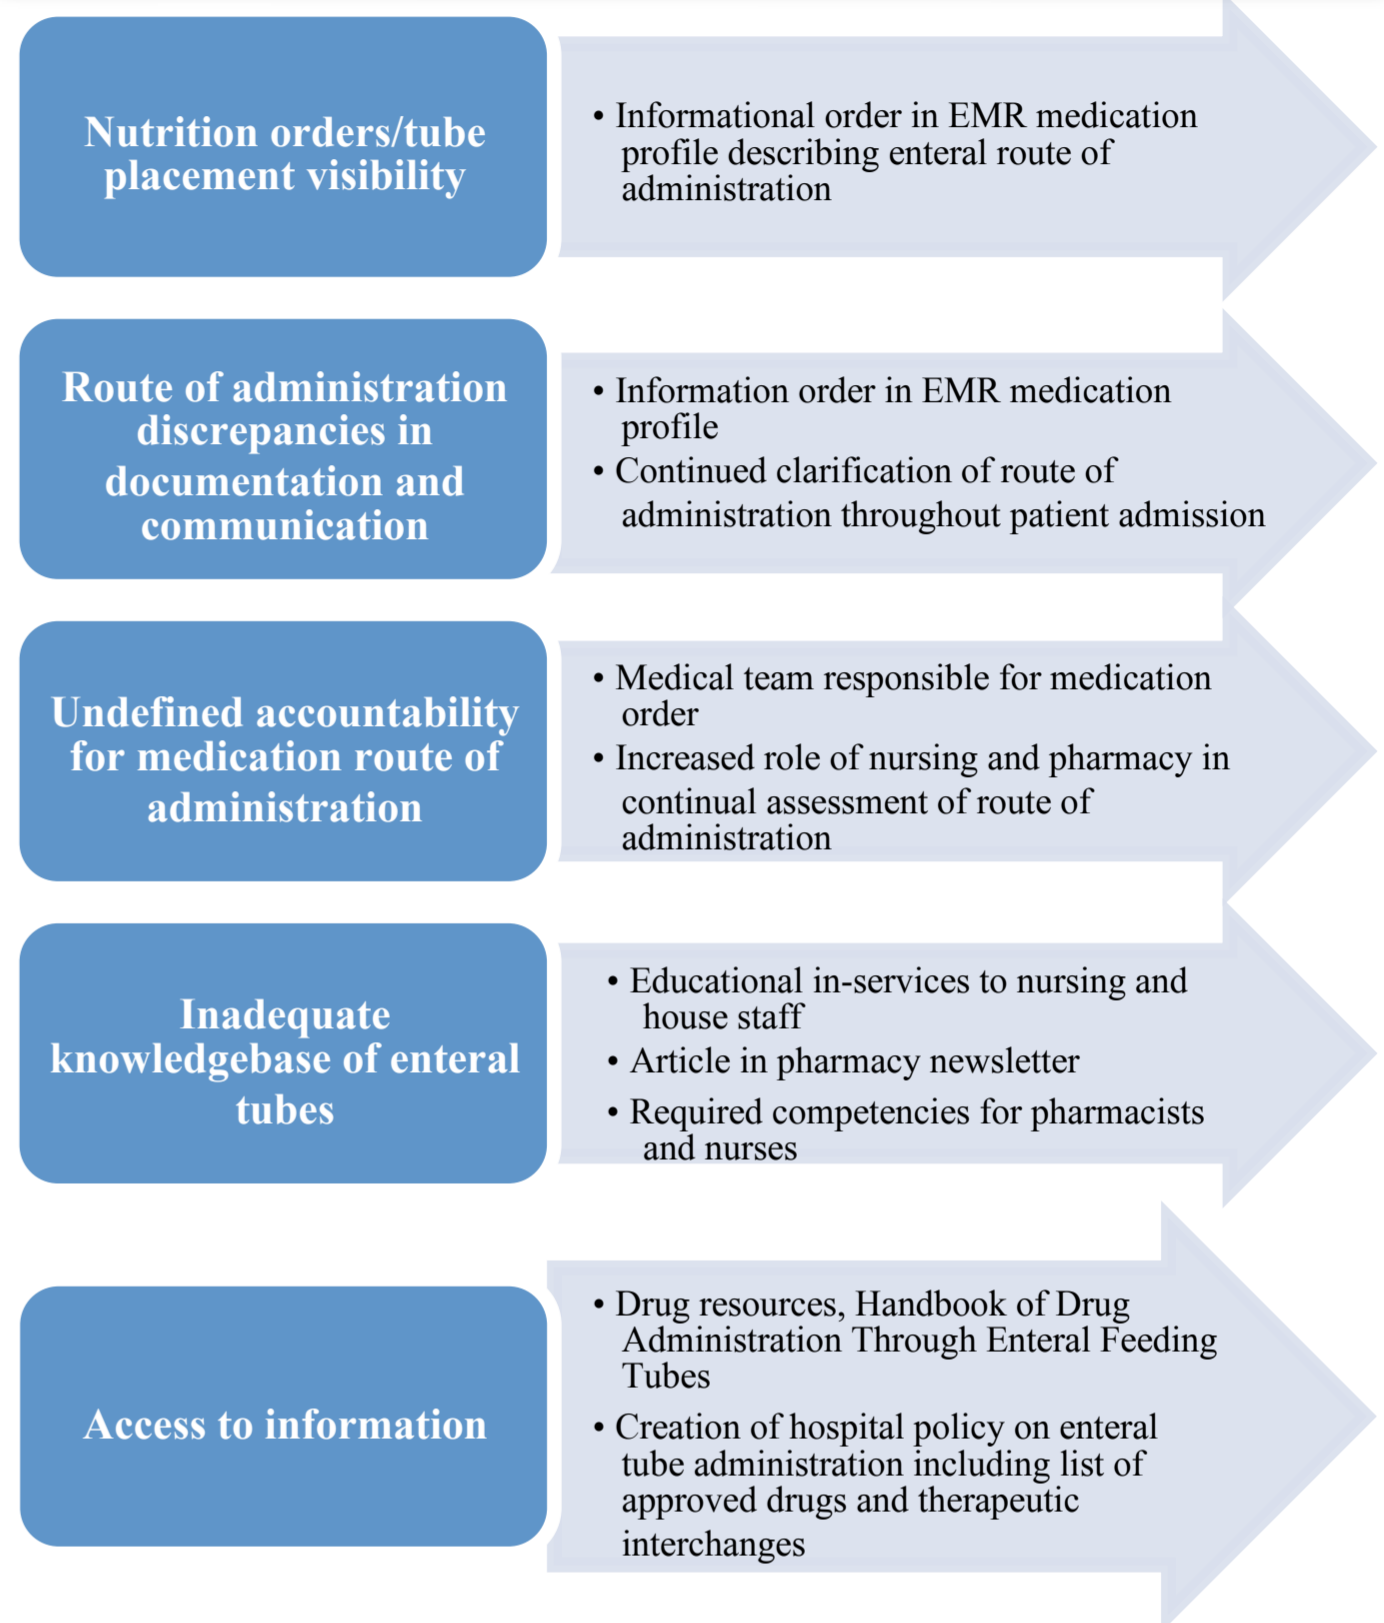 Nutrition orders/tube
placement visibility
• Informational order in EMR medication
profile describing enteral route of
administration
Route of administration
discrepancies in
documentation and
communication
• Information order in EMR medication
profile
• Continued clarification of route of
administration throughout patient admission
Undefined accountability
for medication route of
administration
• Medical team responsible for medication
order
• Increased role of nursing and pharmacy in
continual assessment of route of
administration
Inadequate
knowledgebase of enteral
tubes
• Educational in-services to nursing and
house staff
• Article in pharmacy newsletter
• Required competencies for pharmacists
and nurses
Access to information
• Drug resources, Handbook of Drug
Administration Through Enteral Feeding
Tubes
• Creation of hospital policy on enteral
tube administration including list of
approved drugs and therapeutic
interchanges